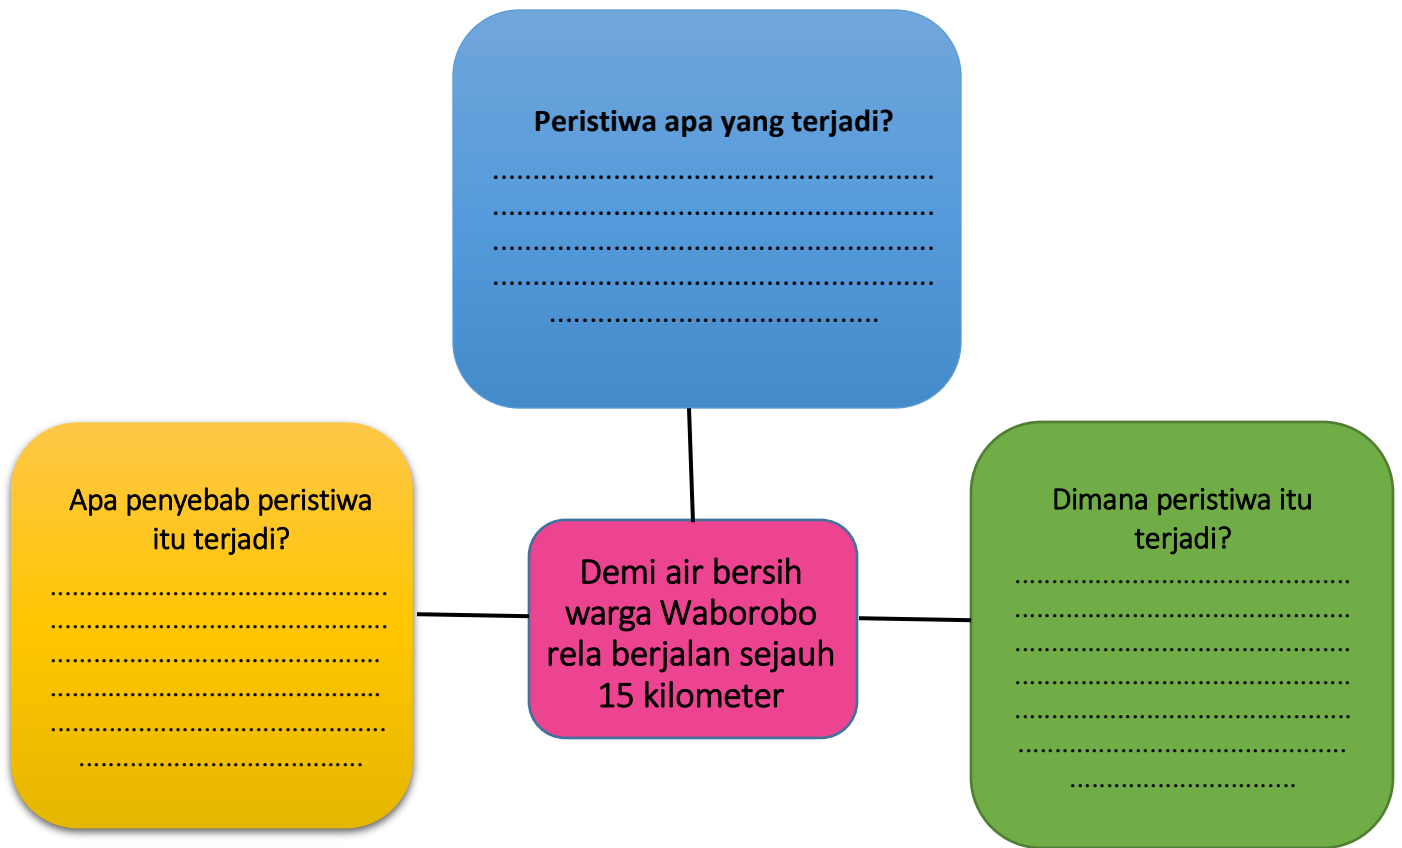 Peristiwa apa yang terjadi?
.......................................................
.......................................................
.......................................................
.......................................................
.........................................
Apa penyebab peristiwa
itu terjadi?
...............................................
...............................................
..............................................
..............................................
...............................................
........................................
Demi air bersih
warga Waborobo
rela berjalan sejauh
15 kilometer
Dimana peristiwa itu
terjadi?
...............................................
...............................................
...............................................
...............................................
...............................................
..............................................
................................